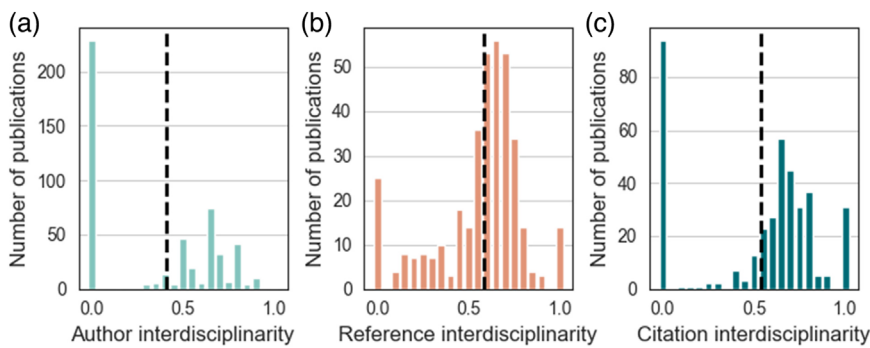 (a)
Number of publications
200
150
100
50
0
0.0 0.5 1.0
Author interdisciplinarity
(b)
Number of publications
50
40
30
20
10
0
0.0 0.5 1.0
Reference interdisciplinarity
(c)
Number of publications
80
60
40
20
0
0.0 0.5 1.0
Citation interdisciplinarity